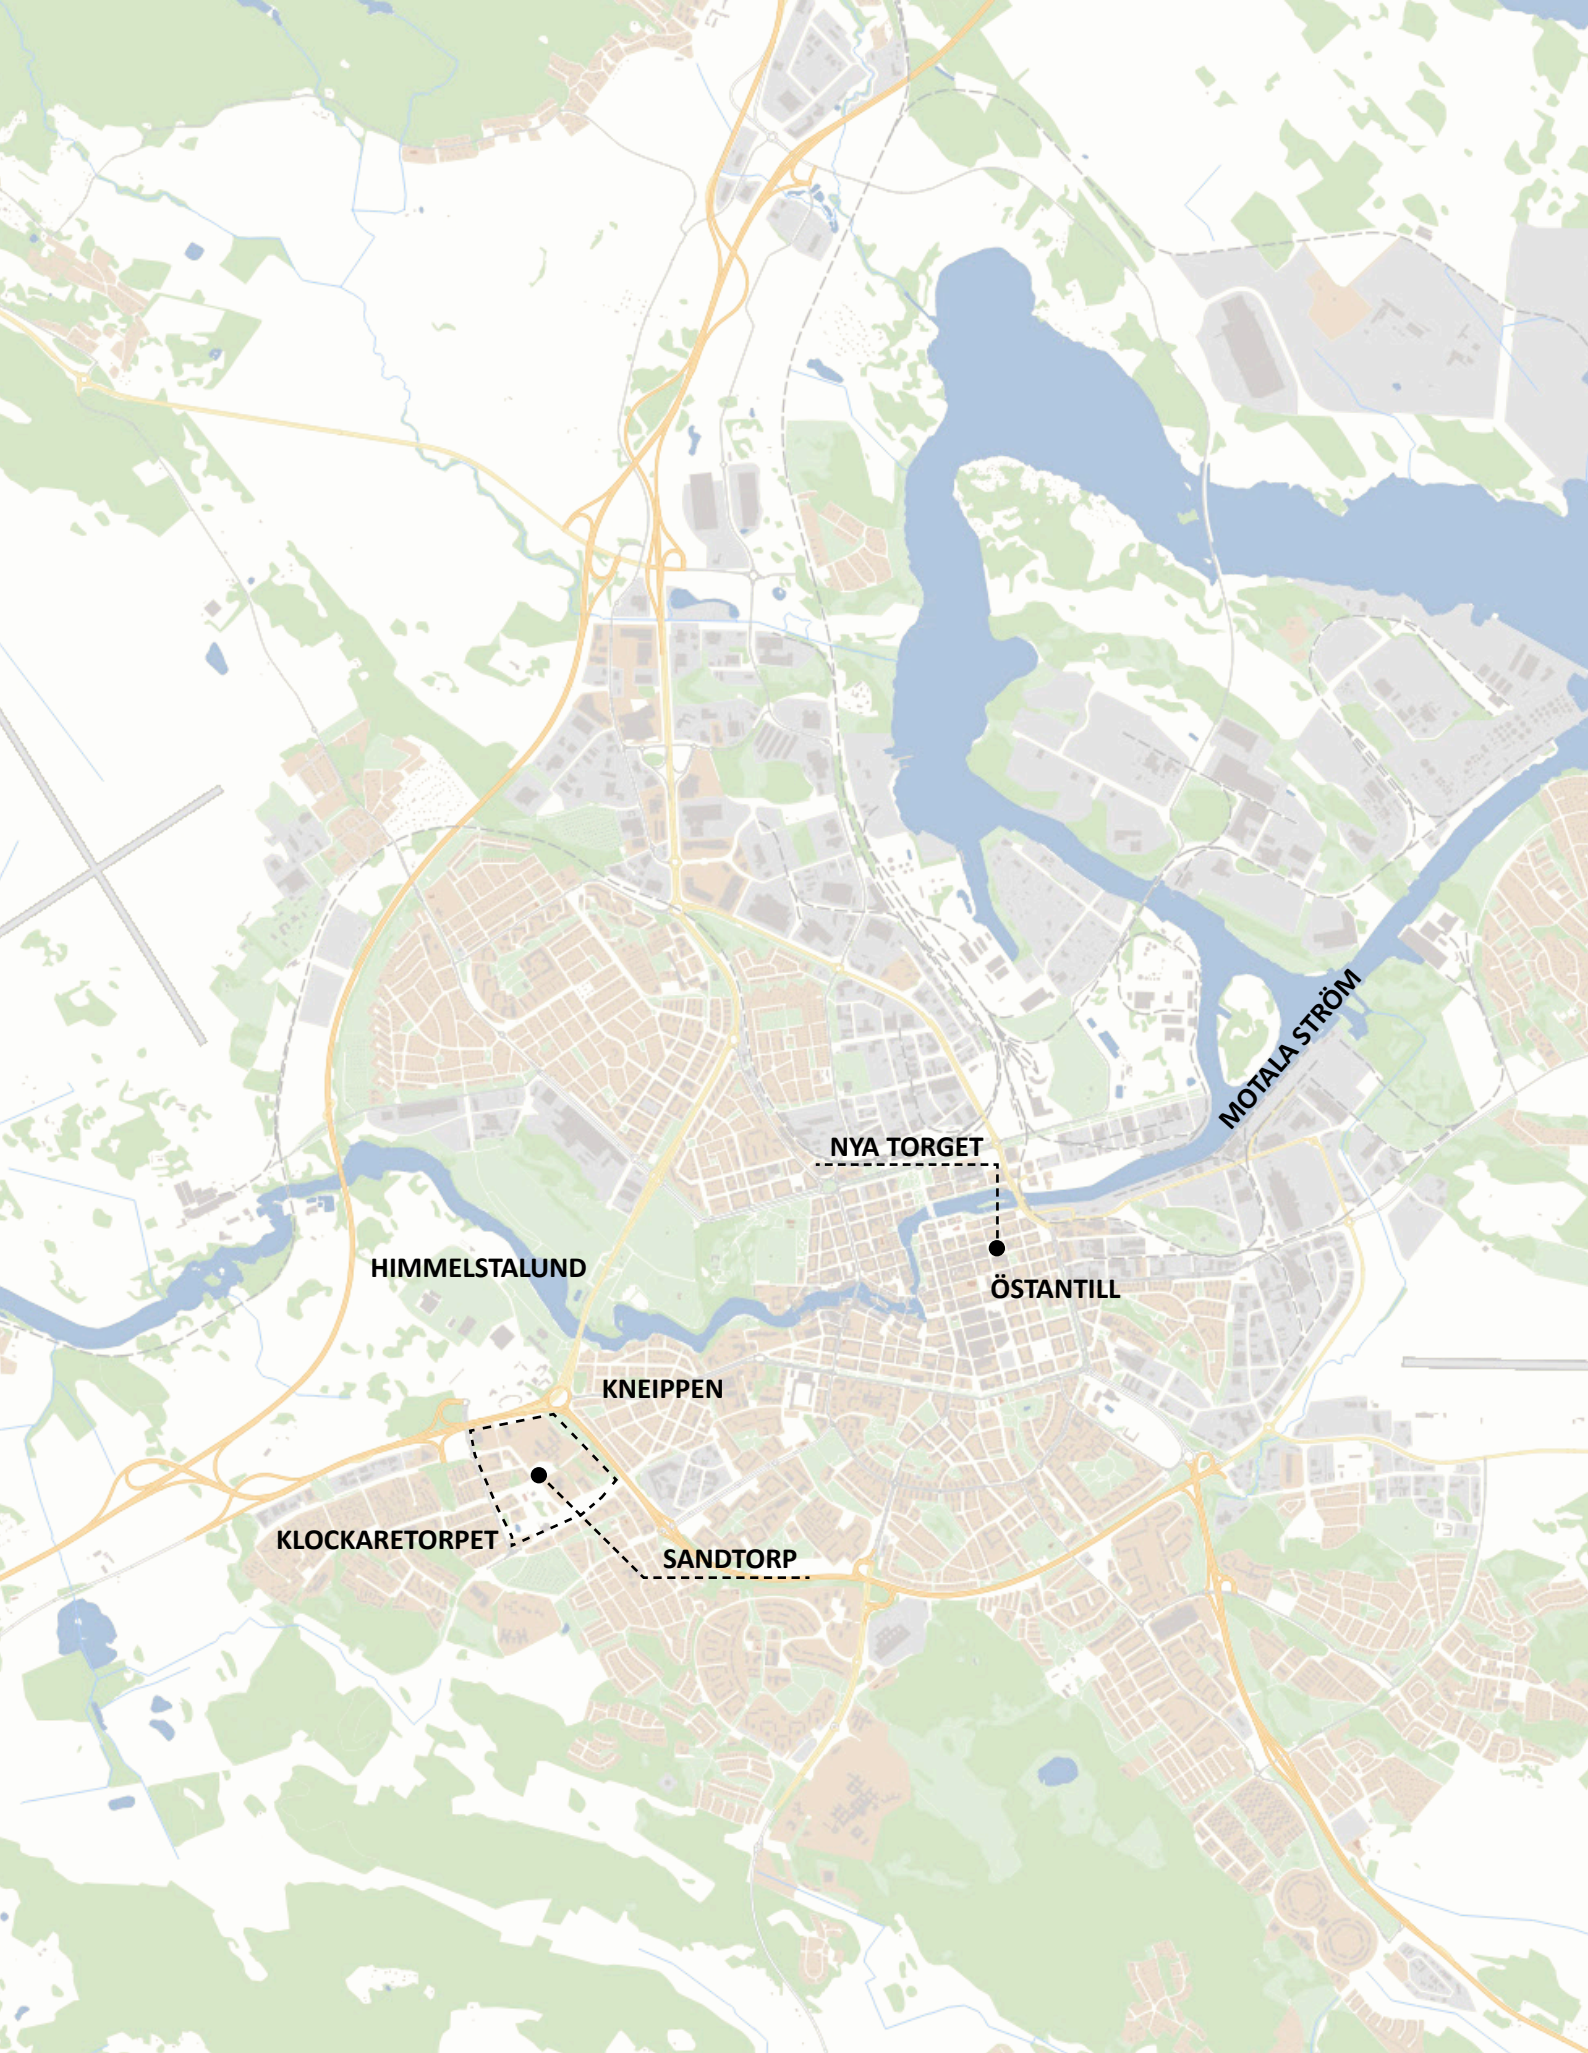 MOTALA STRÖM
NYA TORGET
HIMMELSTALUND
ÖSTANTILL
KNEIPPEN
KLOCKARETORPET
SANDTORP